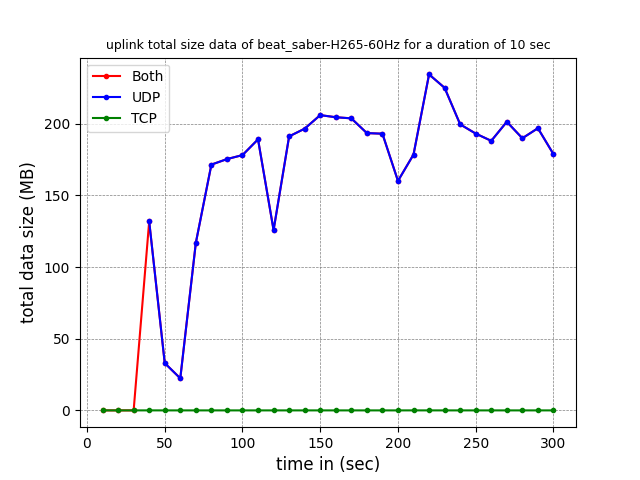 uplink total size data of beat_saber-H265-60Hz for a duration of 10 sec
Both
UDP
TCP
total data size (MB)
200
150
100
50
0
0 50 100 150 200 250 300
time in (sec)